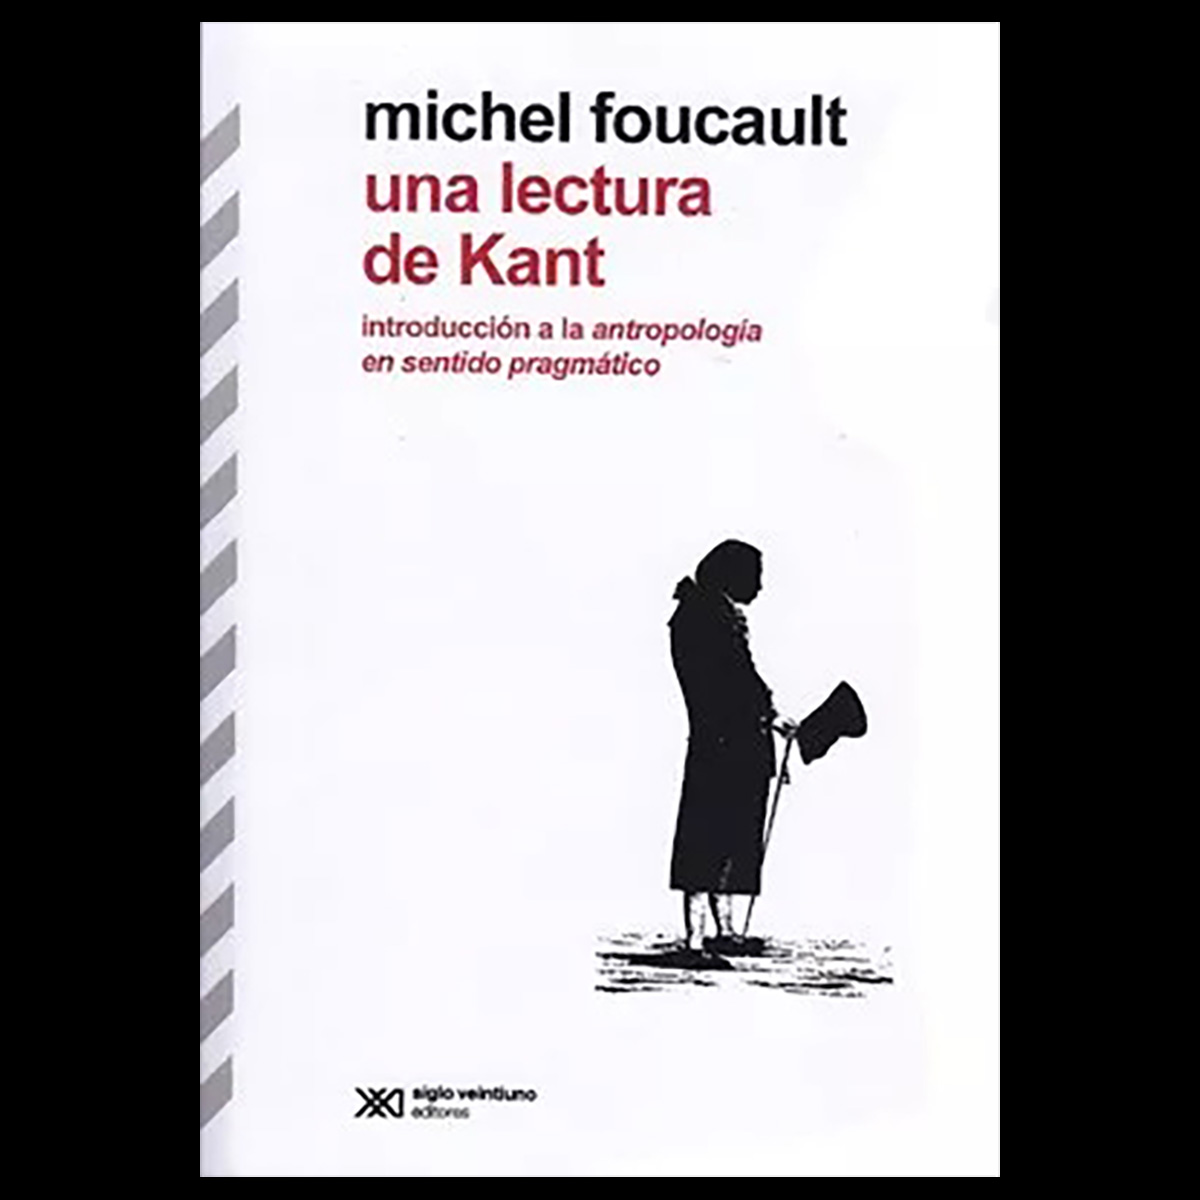 michel foucault
una lectura
de Kant
introducción a la antropología
en sentido pragmático
siglo veintiuno
editores